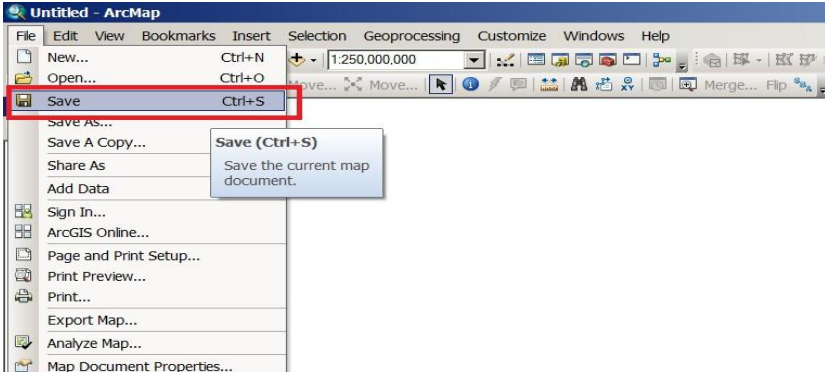 Untitled - ArcMap
File Edit View Bookmarks Insert Selection Geoprocessing Customize Windows Help
New... Ctrl+N
1:250,000,000
Open... Ctrl+O
Move... Move... Merge... Flip
Save Ctrl+S
Save As...
Save A Copy...
Save (Ctrl+S)
Save the current map
document.
Share As
Add Data
Sign In...
ArcGIS Online...
Page and Print Setup...
Print Preview...
Print...
Export Map...
Analyze Map...
Map Document Properties...